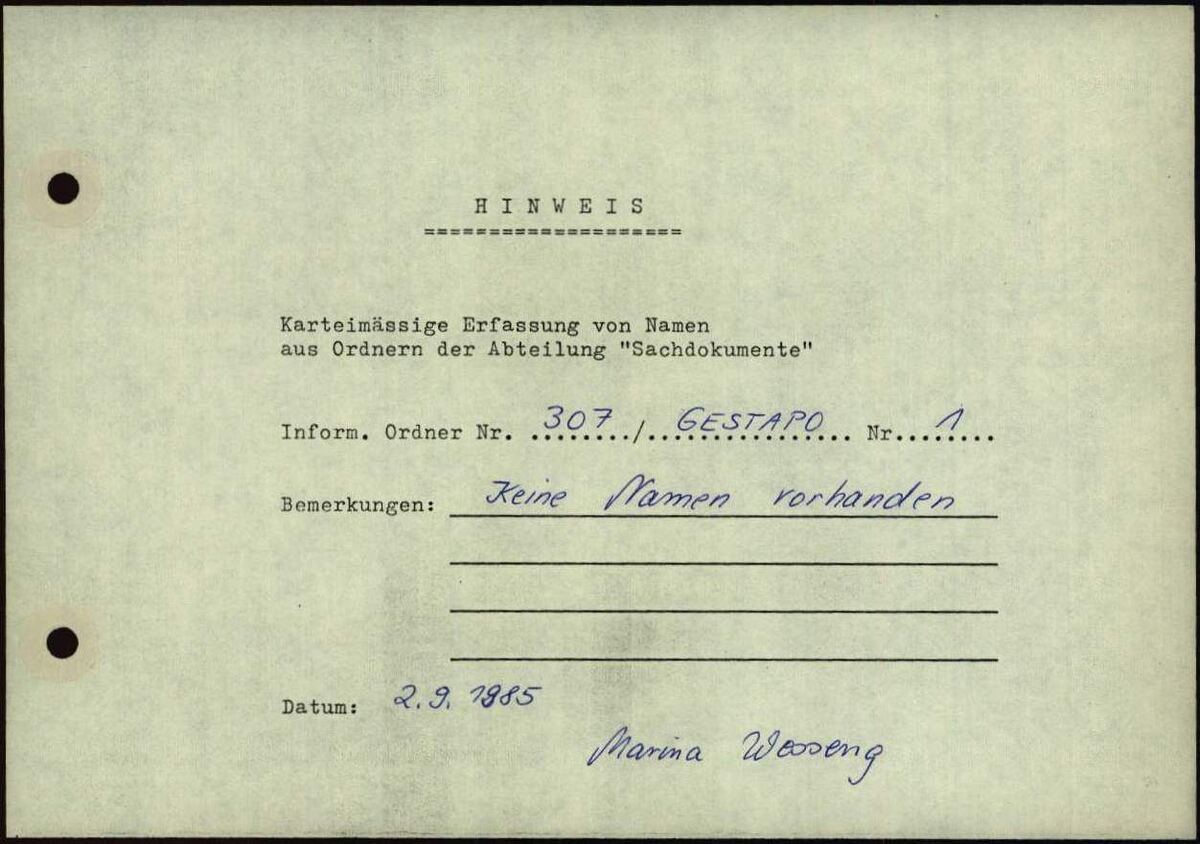 H I N W E I S
====================
Karteimässige Erfassung von Namen
aus Ordnern der Abteilung "Sachdokumente"
Inform. Ordner Nr. 307 / GESTAPO Nr. 1
Bemerkungen: Keine Namen vorhanden
Datum: 2.9.1985
Marina